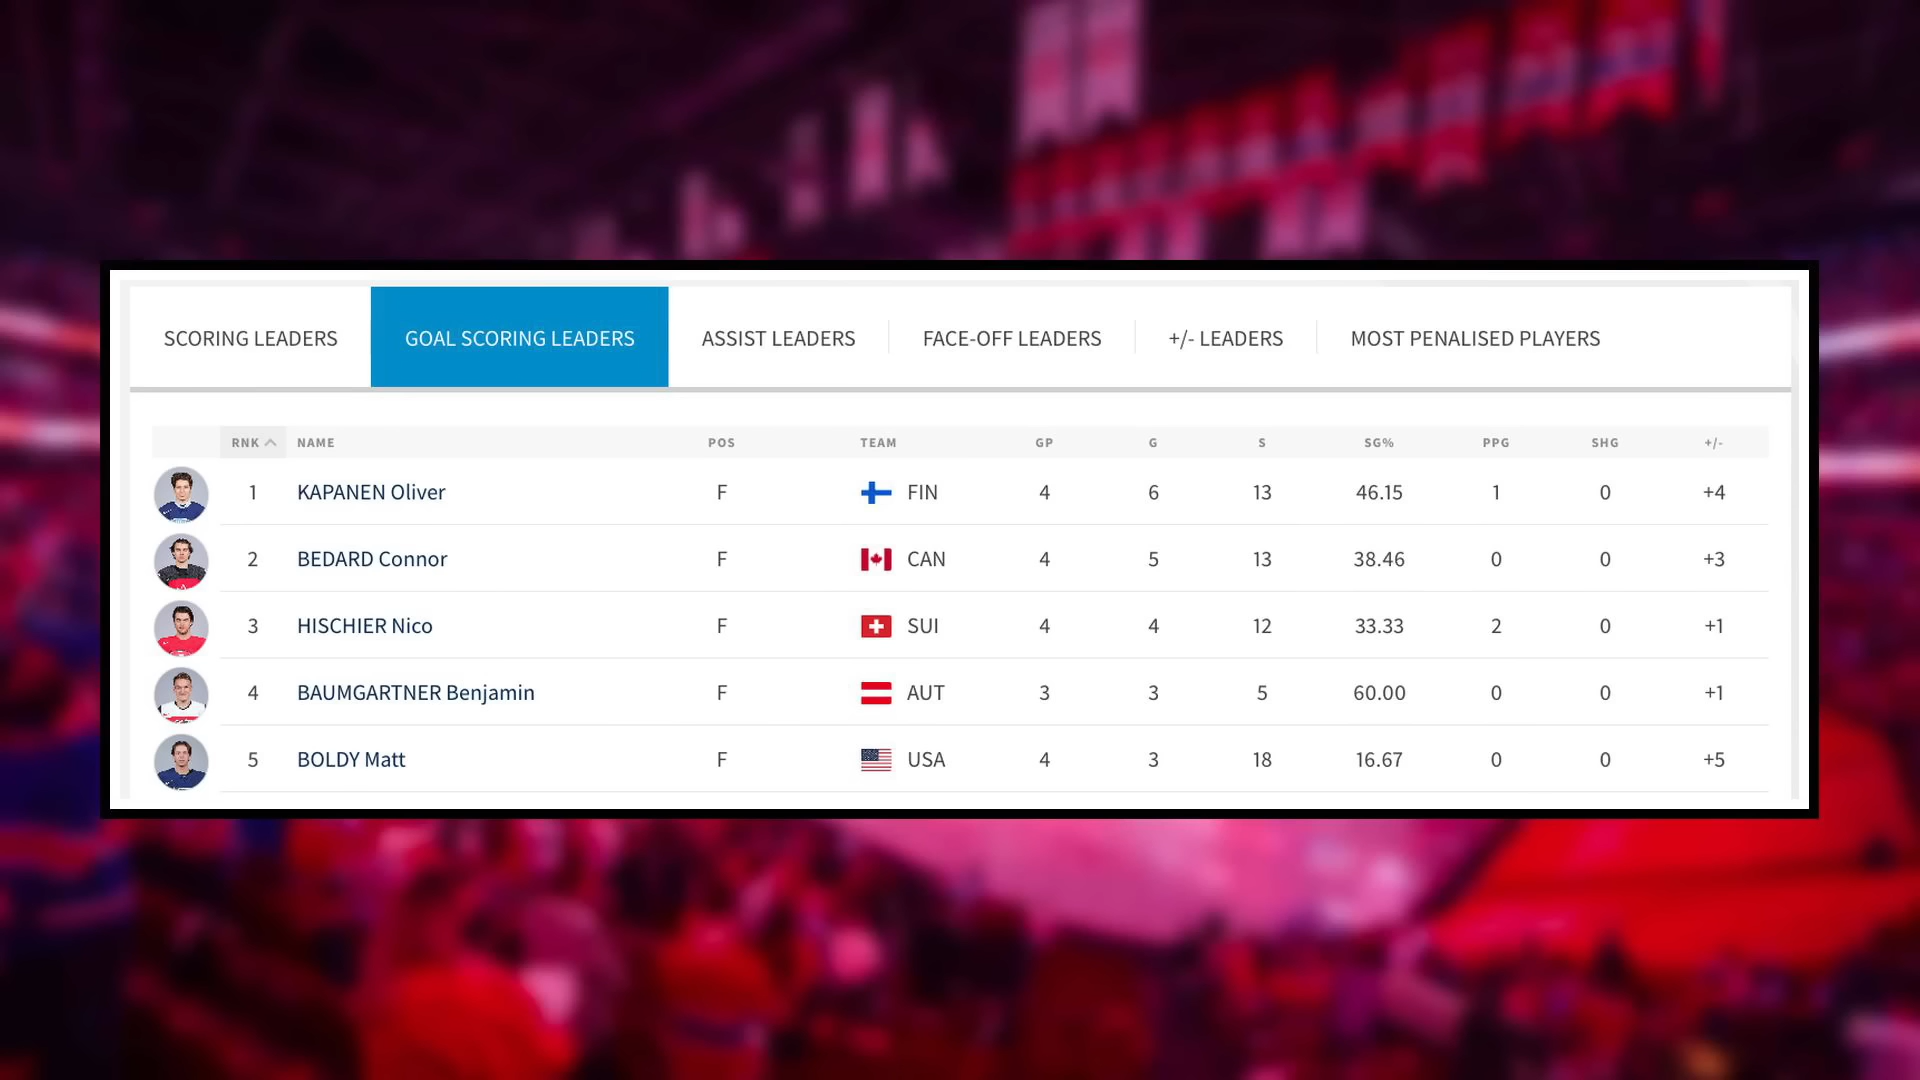 SCORING LEADERS GOAL SCORING LEADERS ASSIST LEADERS FACE-OFF LEADERS +/- LEADERS MOST PENALISED PLAYERS
RNK NAME POS TEAM GP G S SG% PPG SHG +/-
1 KAPANEN Oliver F FIN 4 6 13 46.15 1 0 +4
2 BEDARD Connor F CAN 4 5 13 38.46 0 0 +3
3 HISCHIER Nico F SUI 4 4 12 33.33 2 0 +1
4 BAUMGARTNER Benjamin F AUT 3 3 5 60.00 0 0 +1
5 BOLDY Matt F USA 4 3 18 16.67 0 0 +5